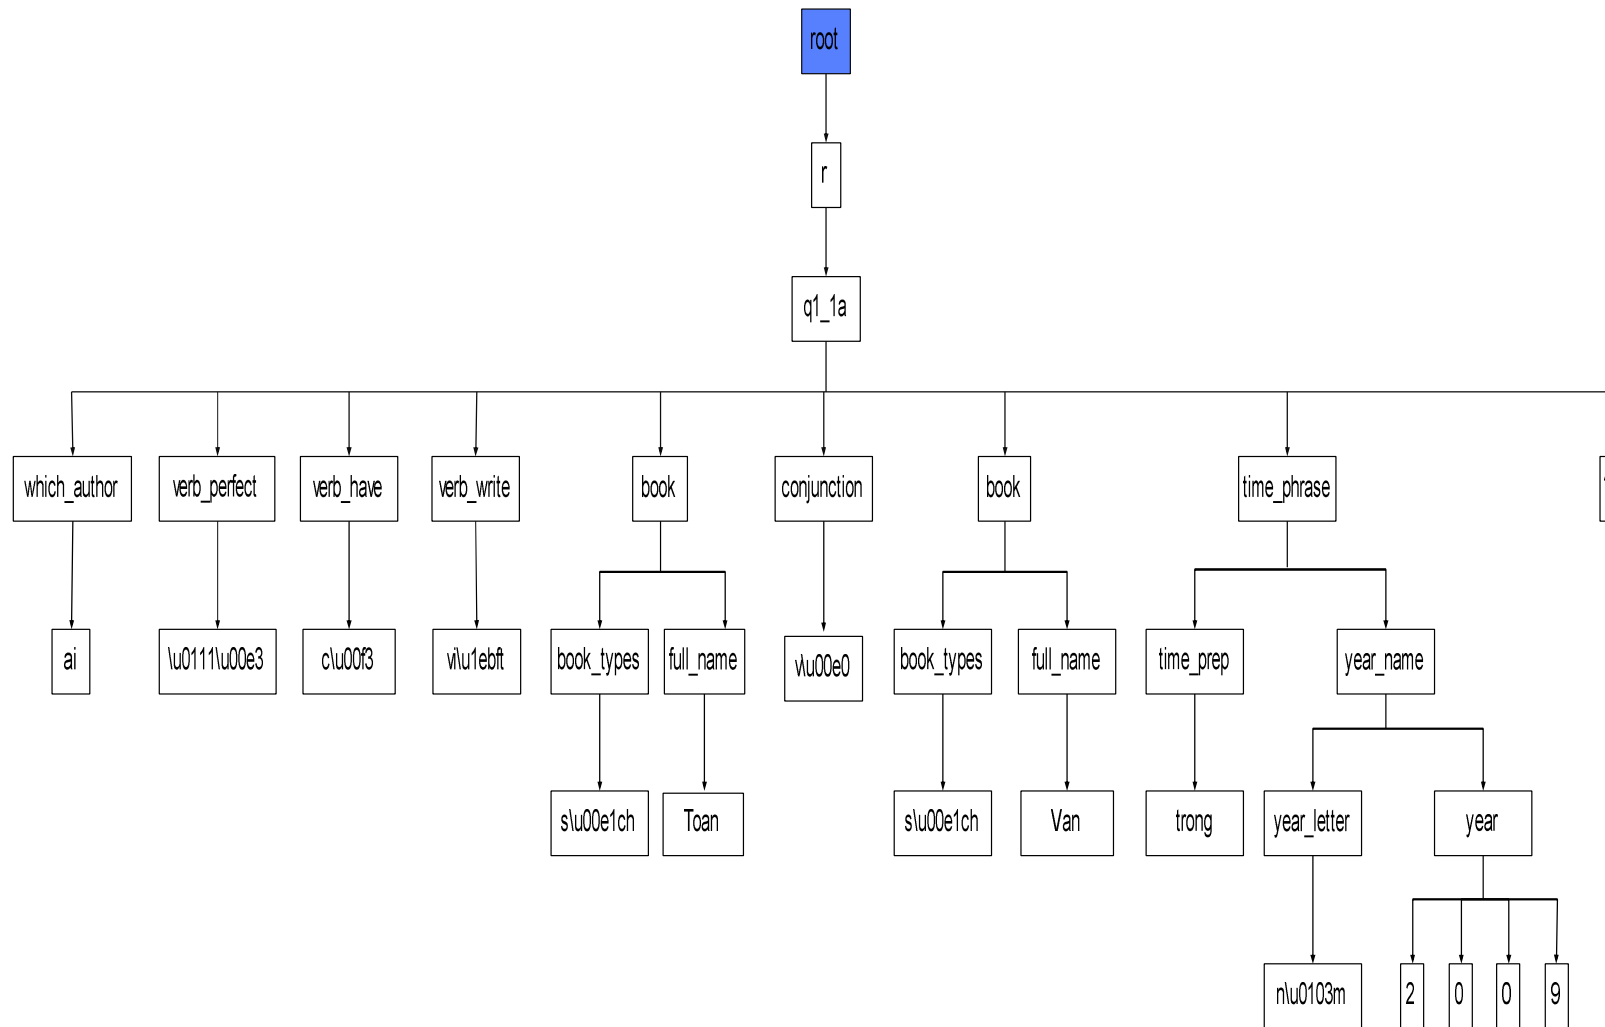 root
r
q1_1a
which_author verb_perfect verb_have verb_write book conjunction book time_phrase
ai \u0111\u00e3 c\u00f3 vi\u1ebft book_types full_name v\u00e0 book_types full_name time_prep year_name
s\u00e1ch Toan s\u00e1ch Van trong year_letter year
n\u0103m 2 0 0 9